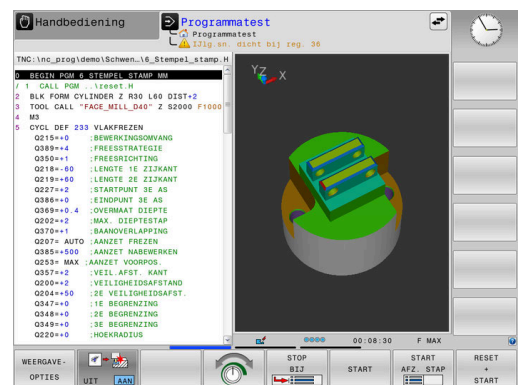 Handbediening
Programmatest
Programmatest
IJlg.sn. dicht bij reg. 36
TNC:\nc_prog\demo\Schwen…\6_Stempel_stamp.H
0 BEGIN PGM 6_STEMPEL_STAMP MM
/ 1 CALL PGM ..\reset.H
2 BLK FORM CYLINDER Z R30 L60 DIST+2
3 TOOL CALL "FACE_MILL_D40" Z S2000 F1000
4 M3
5 CYCL DEF 233 VLAKFREZEN
Q215=+0 ;BEWERKINGSOMVANG
Q389=+4 ;FREESSTRATEGIE
Q350=+1 ;FREESRICHTING
Q218=-60 ;LENGTE 1E ZIJKANT
Q219=+60 ;LENGTE 2E ZIJKANT
Q227=+2 ;STARTPUNT 3E AS
Q386=+0 ;EINDPUNT 3E AS
Q369=+0.4 ;OVERMAAT DIEPTE
Q202=+2 ;MAX. DIEPTESTAP
Q370=+1 ;BAANOVERLAPPING
Q207= AUTO ;AANZET FREZEN
Q385=+500 ;AANZET NABEWERKEN
Q253= MAX ;AANZET VOORPOS.
Q357=+2 ;VEIL.AFST. KANT
Q200=+2 ;VEILIGHEIDSAFSTAND
Q204=+50 ;2E VEILIGHEIDSAFST.
Q347=+0 ;1E BEGRENZING
Q348=+0 ;2E BEGRENZING
Q349=+0 ;3E BEGRENZING
Q220=+0 ;HOEKRADIUS
Y Z X
00:08:30 F MAX
WEERGAVE-
OPTIES
UIT AAN
STOP
BIJ
START
START
AFZ. STAP
RESET
+
START